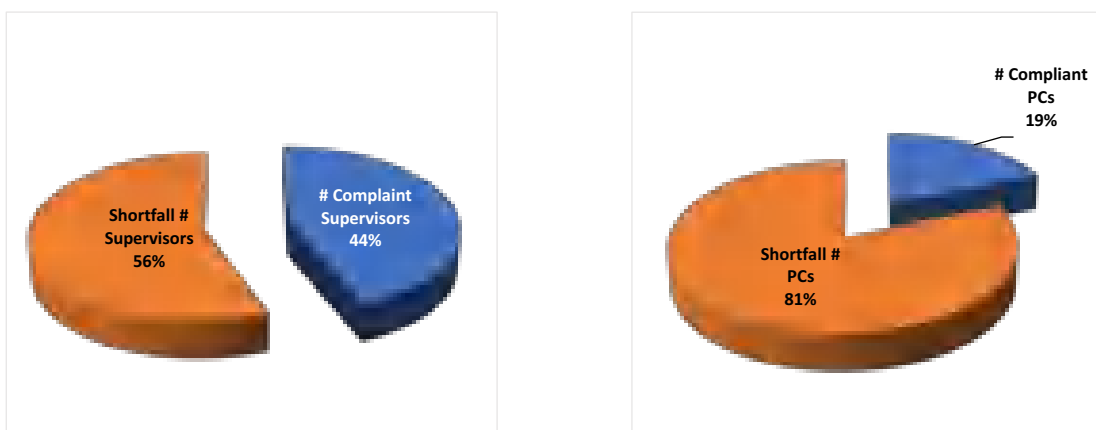 Shortfall #
Supervisors
56%
# Complaint
Supervisors
44%
# Compliant
PCs
19%
Shortfall #
PCs
81%